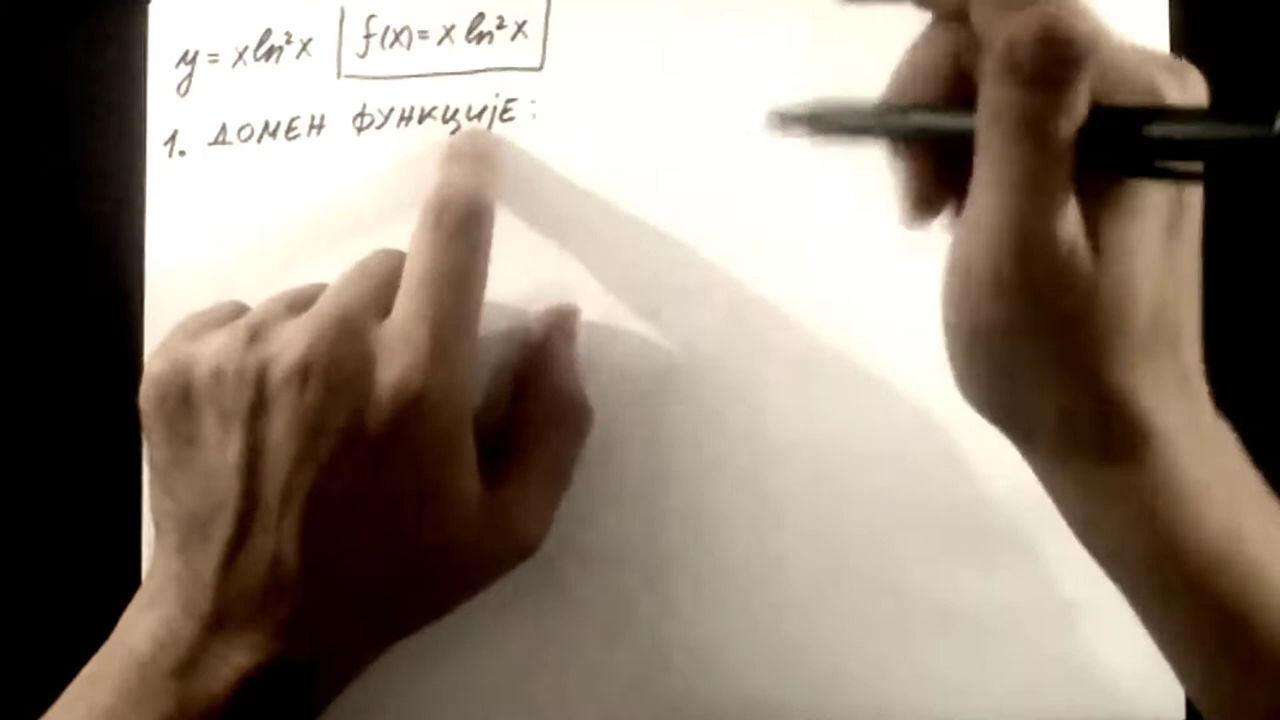 y = x ln²x f(x) = x ln²x
1. ДОМЕН ФУНКЦИЈЕ: